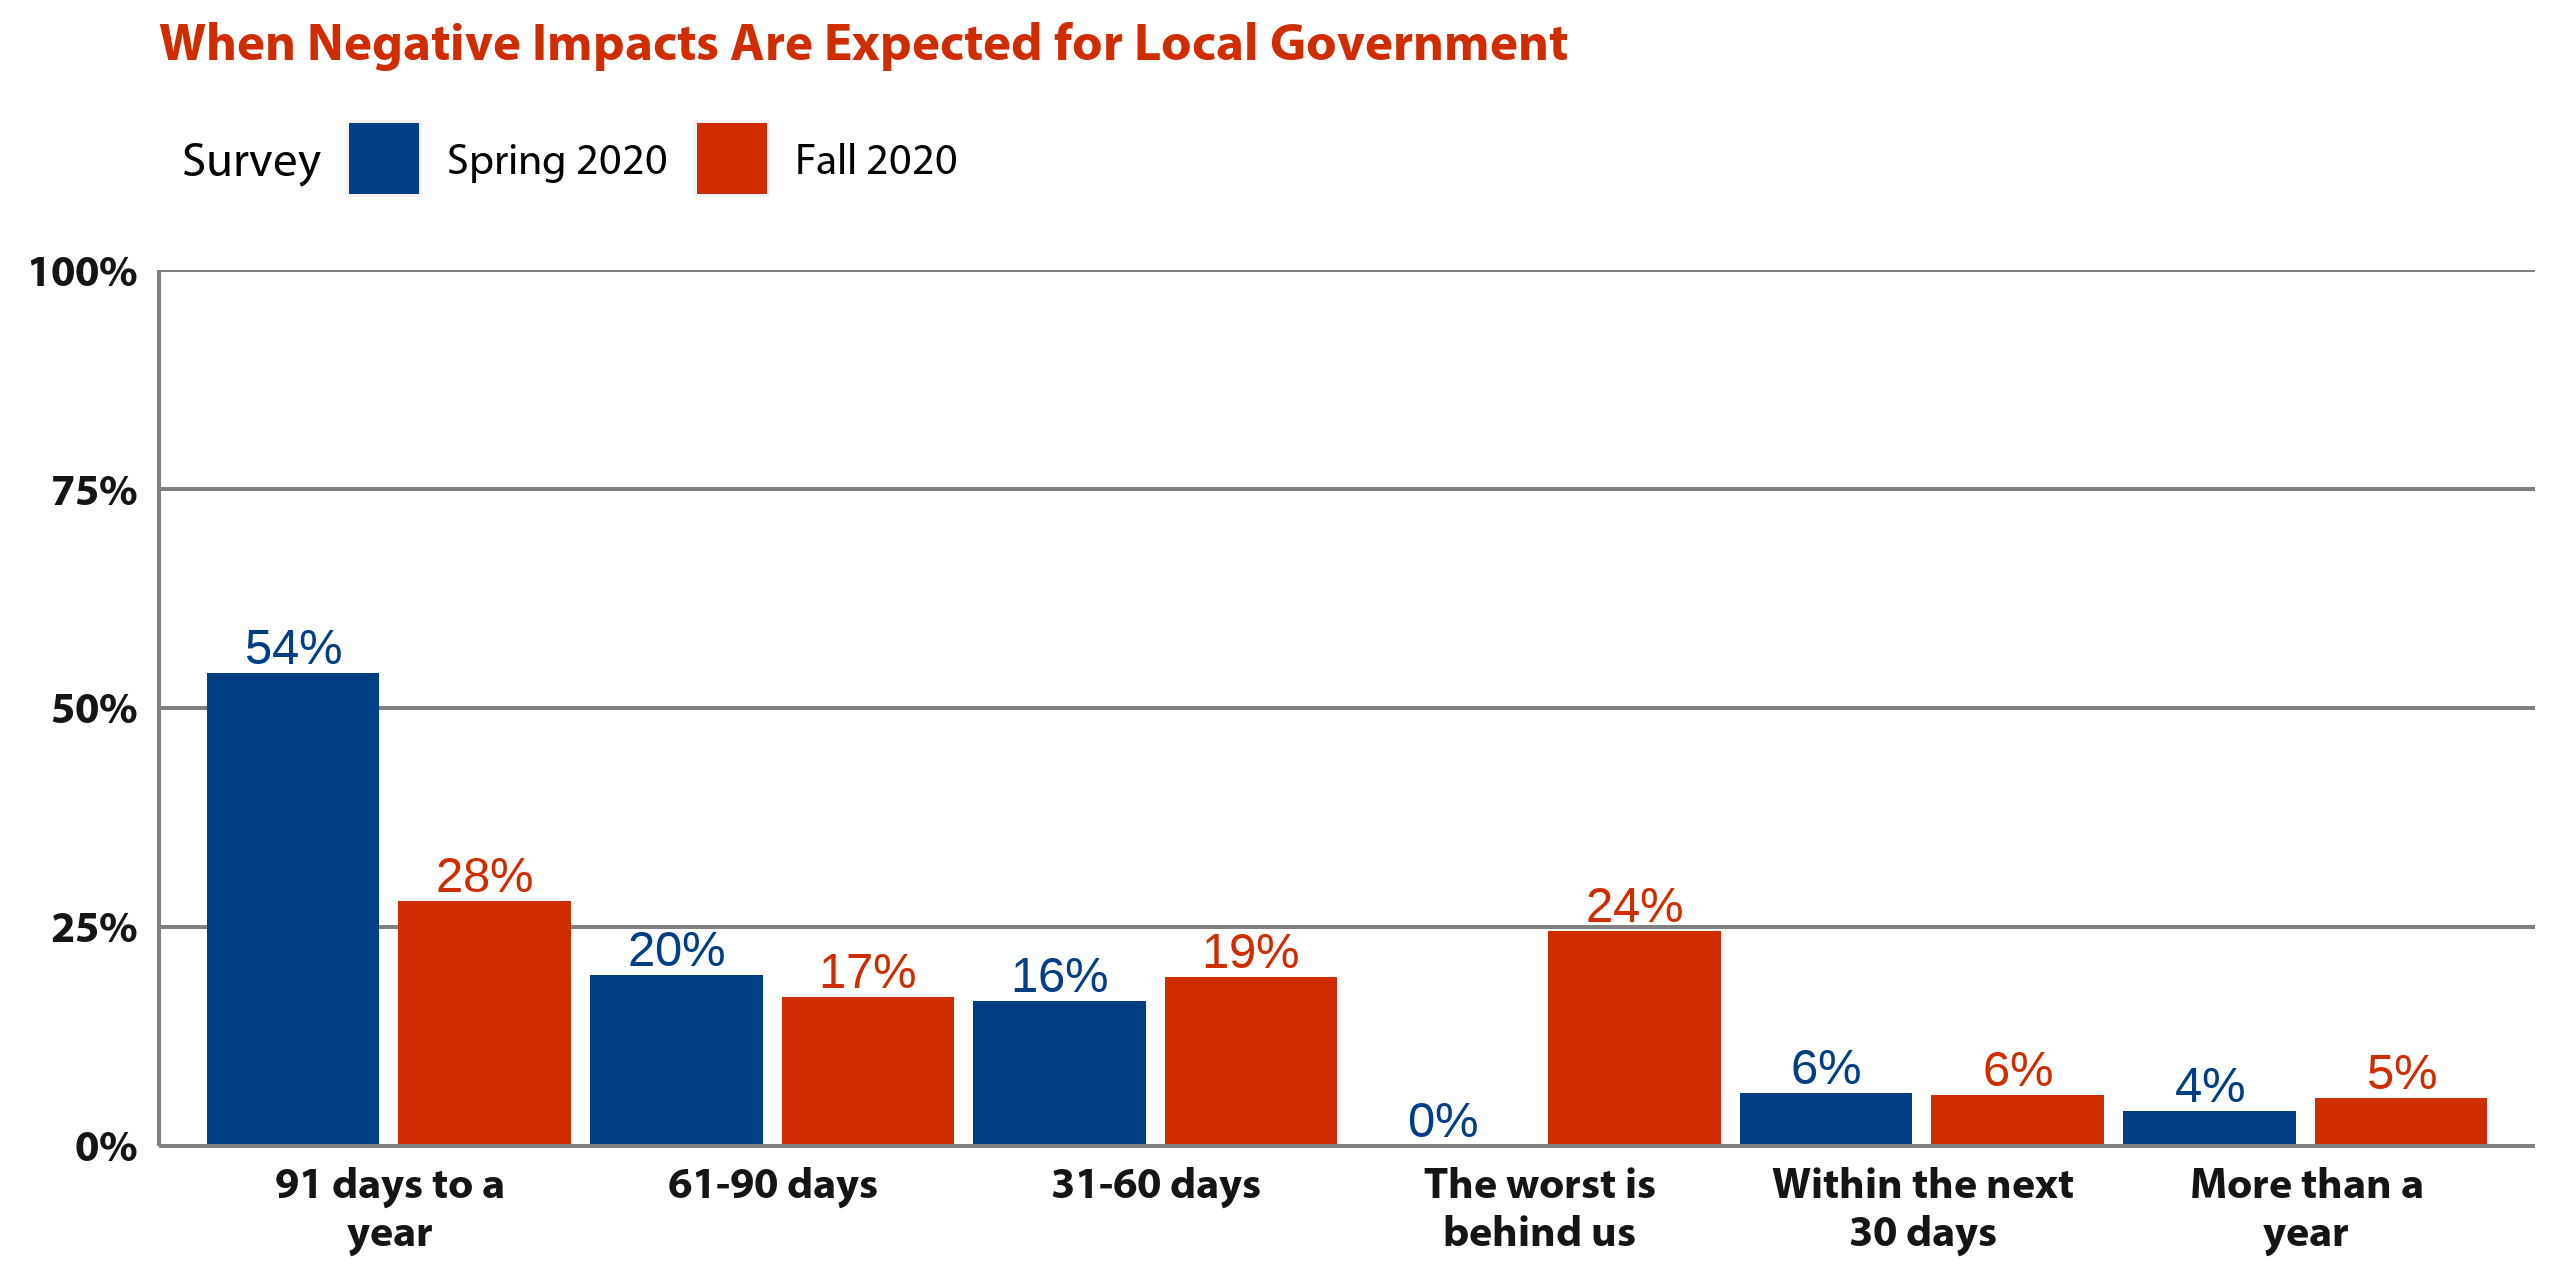 When Negative Impacts Are Expected for Local Government
Survey Spring 2020 Fall 2020
100%
75%
50%
25%
0%
54%
28%
20%
17%
16%
19%
0%
24%
6%
6%
4%
5%
91 days to a
year
61-90 days
31-60 days
The worst is
behind us
Within the next
30 days
More than a
year